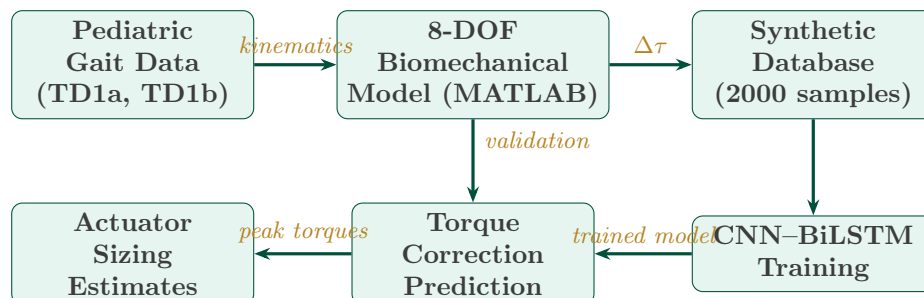 Pediatric
Gait Data
(TD1a, TD1b)
kinematics
8-DOF
Biomechanical
Model (MATLAB)
Δτ
Synthetic
Database
(2000 samples)
validation
Actuator
Sizing
Estimates
peak torques
Torque
Correction
Prediction
trained model
CNN–BiLSTM
Training